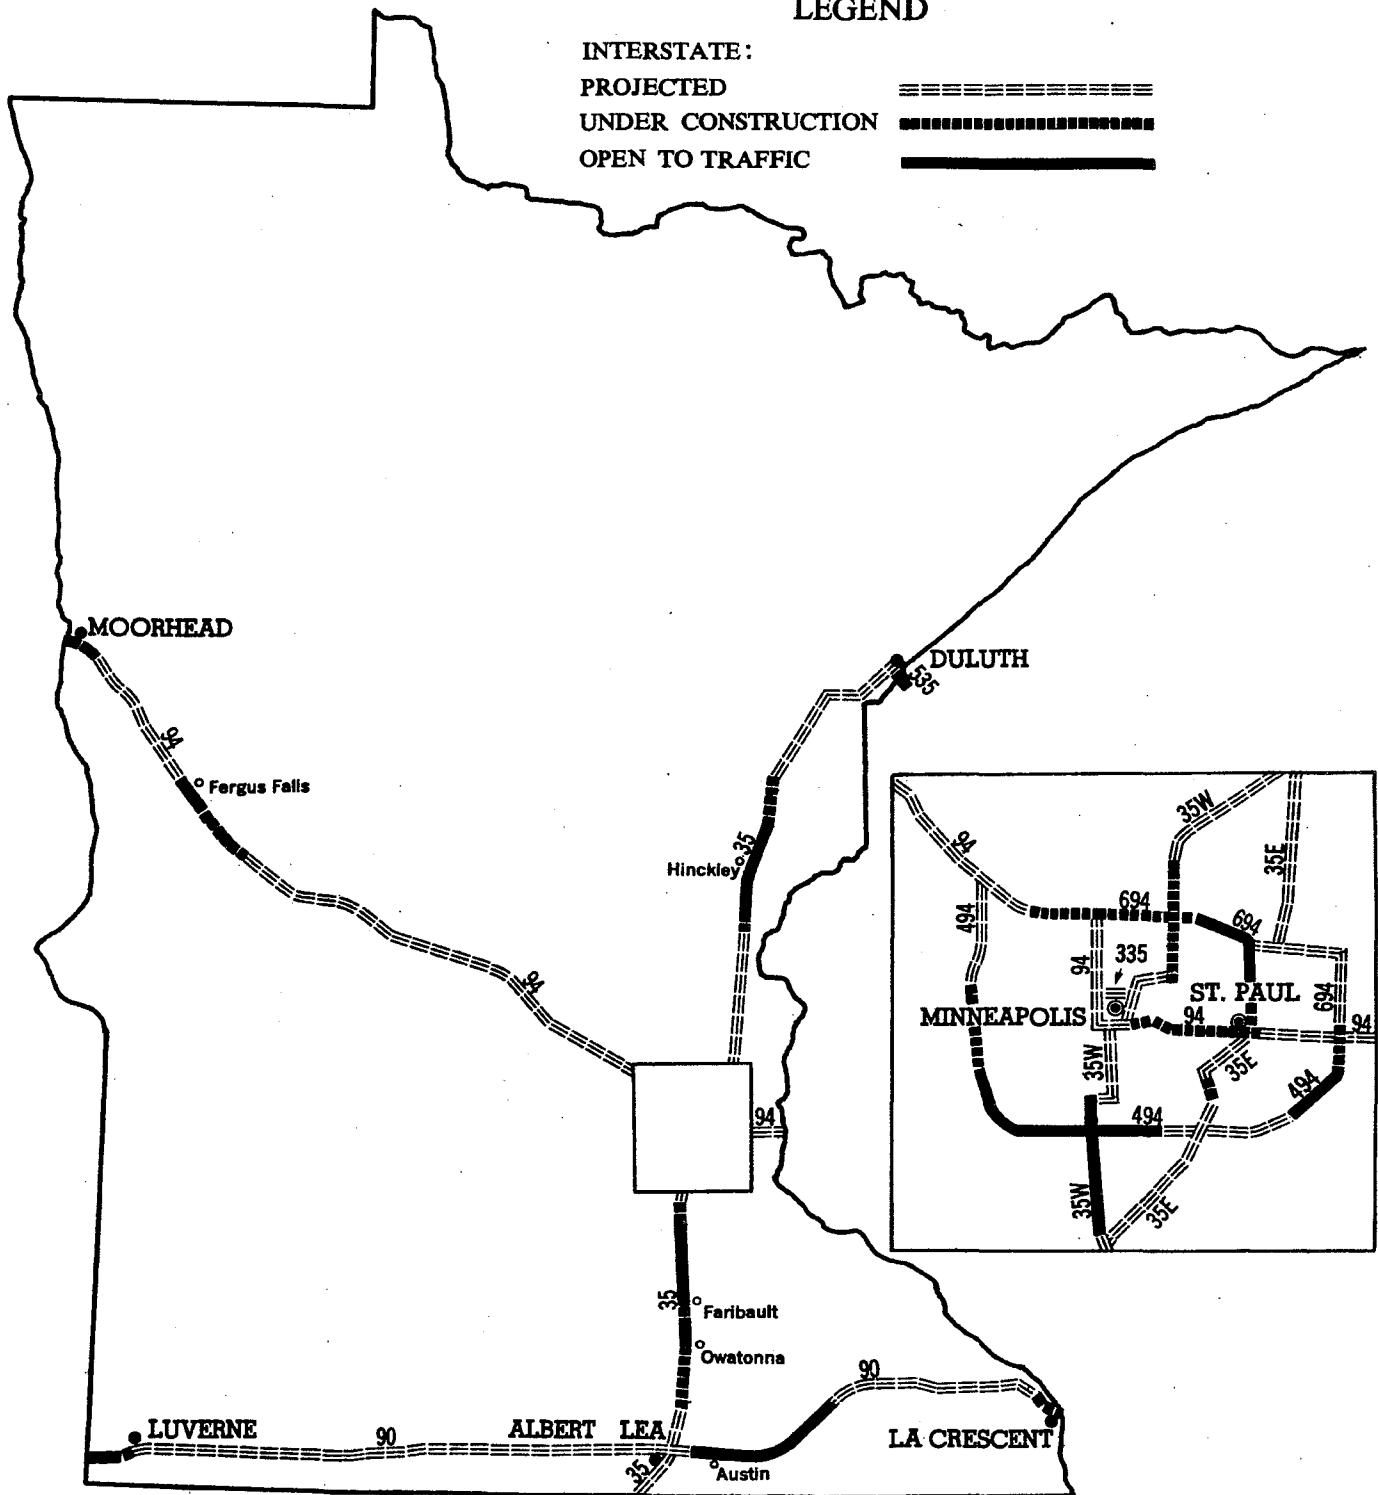 LEGEND
INTERSTATE:
PROJECTED
UNDER CONSTRUCTION
OPEN TO TRAFFIC
MOORHEAD
DULUTH
535
94
Fergus Falls
35
Hinckley
94
94
35W
94
35E
494
694
694
94
335
ST. PAUL
694
MINNEAPOLIS
94
94
35W
35E
494
494
35W
35E
35
Faribault
Owatonna
90
LUVERNE
90
ALBERT LEA
LA CRESCENT
35
Austin